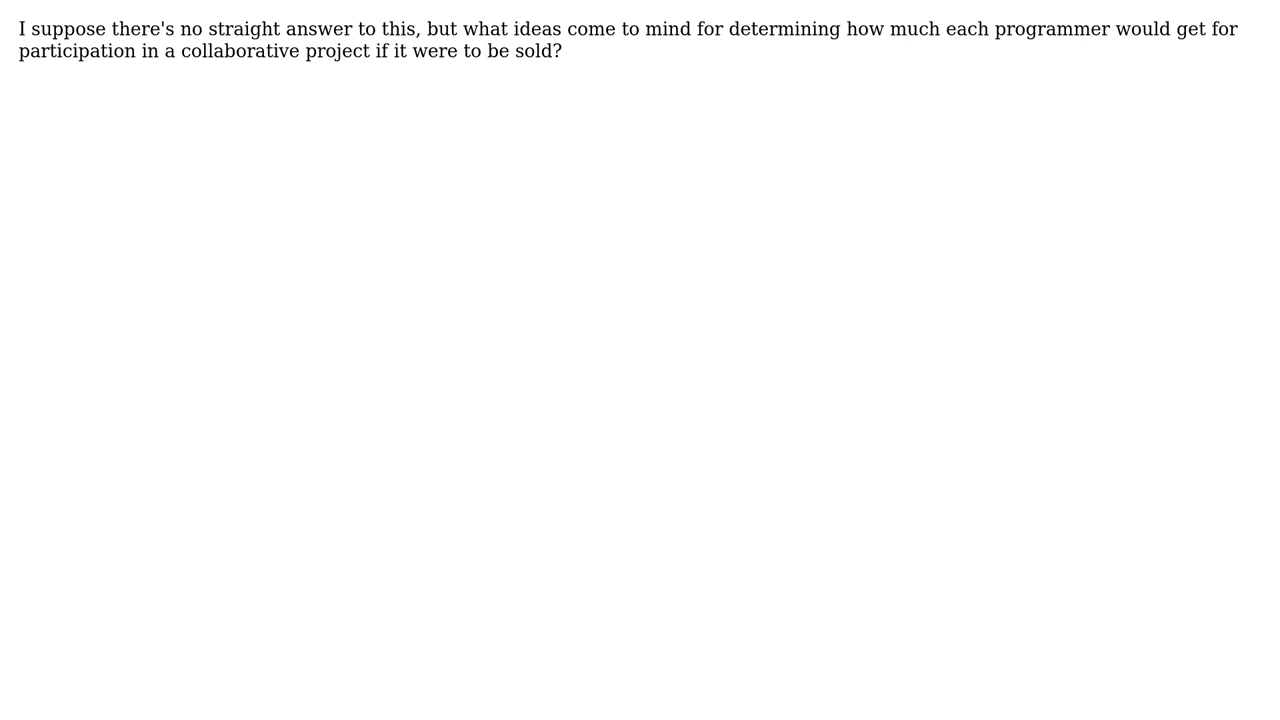 I suppose there's no straight answer to this, but what ideas come to mind for determining how much each programmer would get for
participation in a collaborative project if it were to be sold?